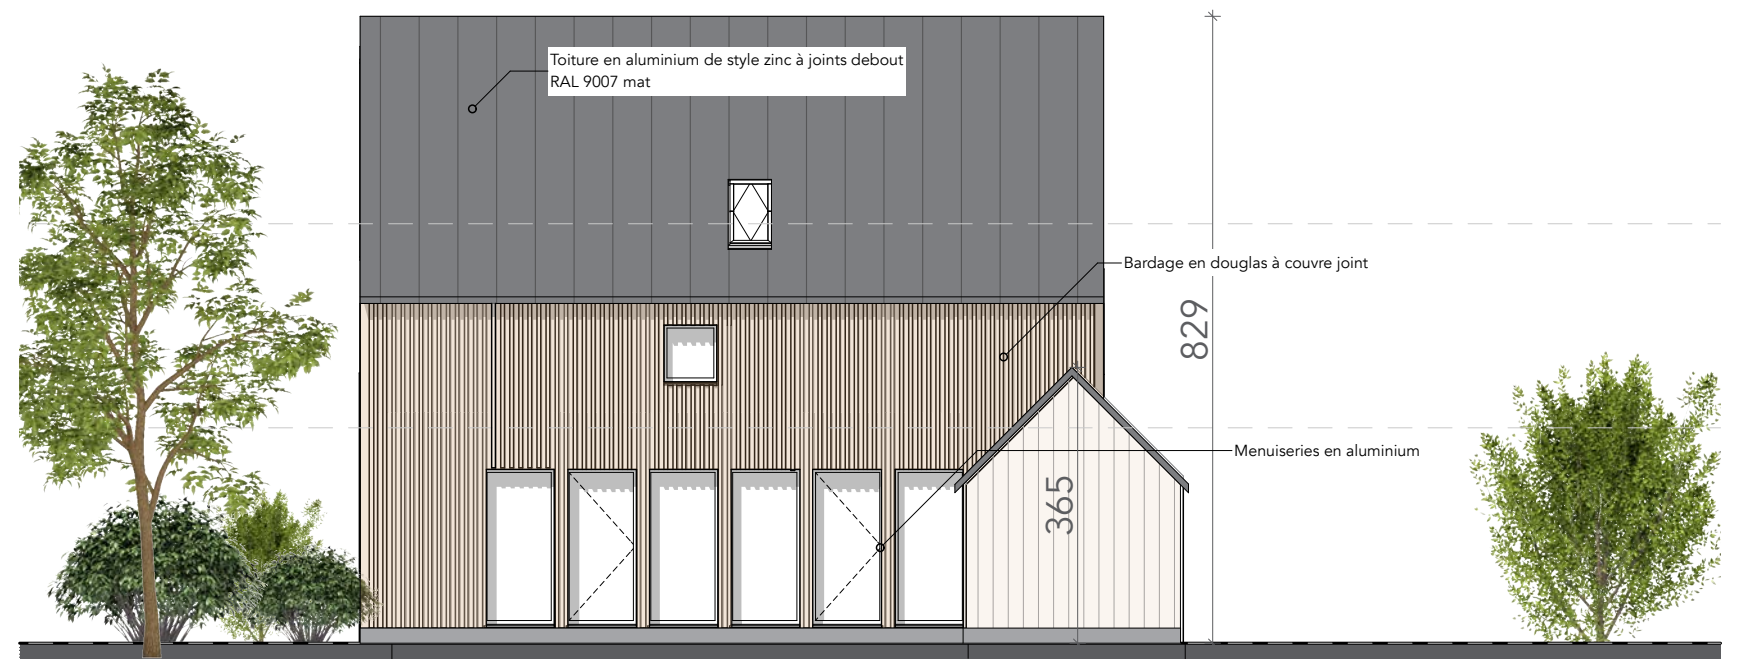 Toiture en aluminium de style zinc à joints debout
RAL 9007 mat
Bardage en douglas à couvre joint
829
Menuiseries en aluminium
365